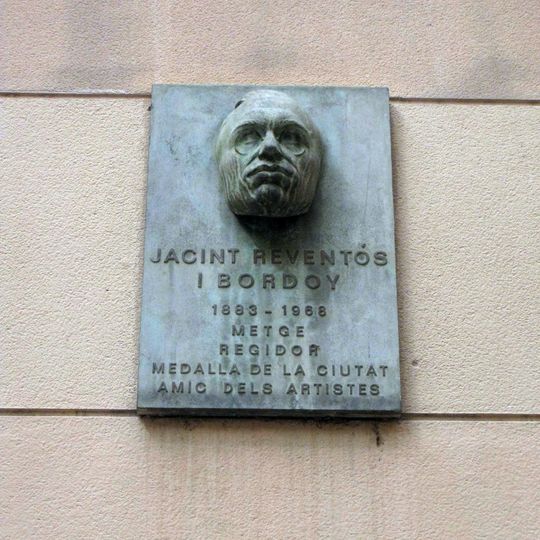 JACINT REVENTÓS
I BORDOY
1883 - 1968
METGE
REGIDOR
MEDALLA DE LA CIUTAT
AMIC DELS ARTISTES